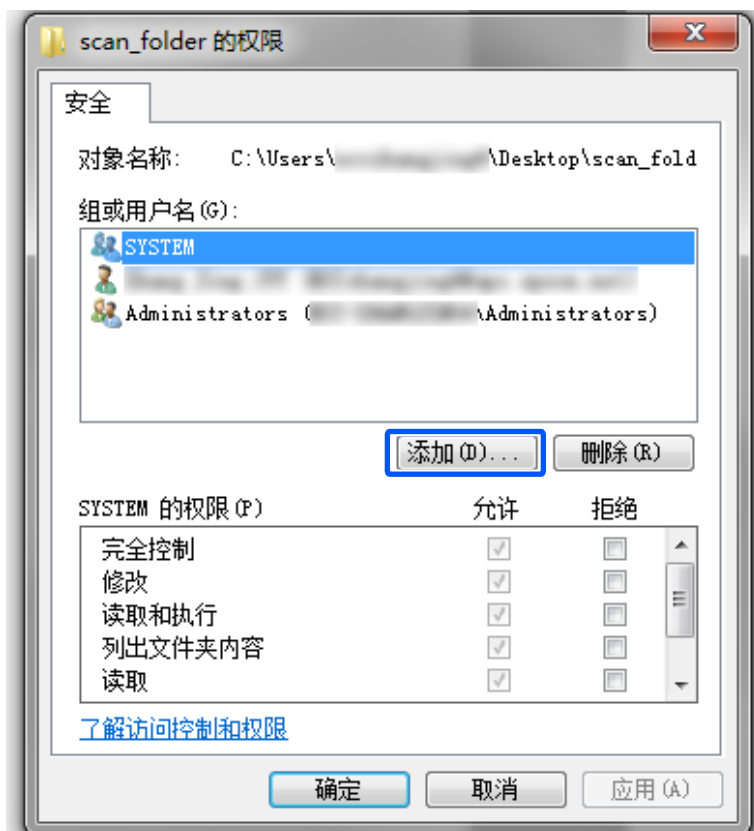 scan_folder 的权限
安全
对象名称: C:\Users\ \Desktop\scan_fold
组或用户名(G):
SYSTEM
Administrators ( \Administrators)
添加(D)... 删除(R)
SYSTEM 的权限(P) 允许 拒绝
完全控制
修改
读取和执行
列出文件夹内容
读取
了解访问控制和权限
确定 取消 应用(A)